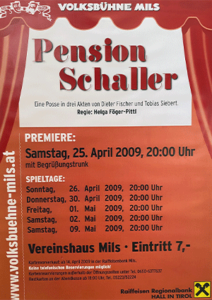 VOLKSBÜHNE MILS
Pension
Schaller
Eine Posse in drei Akten von Dieter Fischer und Tobias Siebert
Regie: Helga Föger-Pittl
PREMIERE:
Samstag, 25. April 2009, 20:00 Uhr
mit Begrüßungstrunk
SPIELTAGE:
Sonntag, 26. April 2009, 20:00 Uhr
Donnerstag, 30. April 2009, 20:00 Uhr
Freitag, 01. Mai 2009, 20:00 Uhr
Samstag, 02. Mai 2009, 20:00 Uhr
Samstag, 09. Mai 2009, 20:00 Uhr
Vereinshaus Mils • Eintritt 7,-
Keine telefonischen Reservierungen möglich!
www.volksbuehne-mils.at
Raiffeisen Regionalbank
HALL IN TIROL